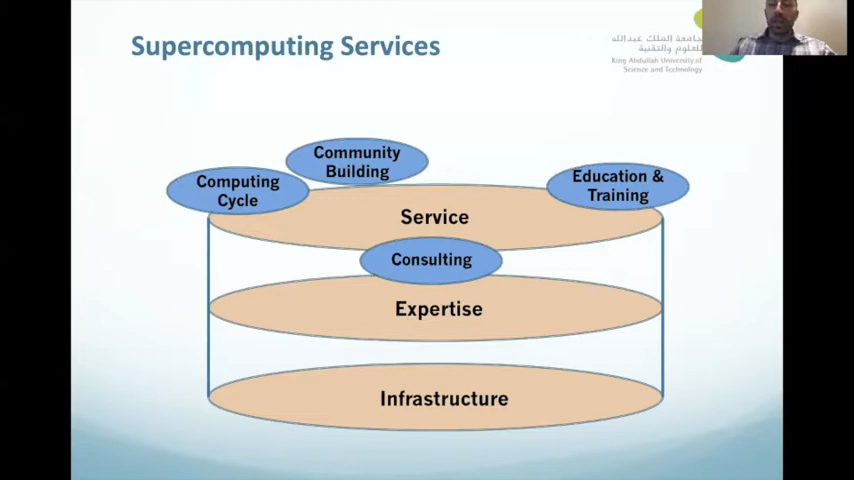 Supercomputing Services
جامعة الملك عبدالله
للعلوم والتقنية
King Abdullah University of
Science and Technology
Community
Building
Computing
Cycle
Education &
Training
Service
Consulting
Expertise
Infrastructure